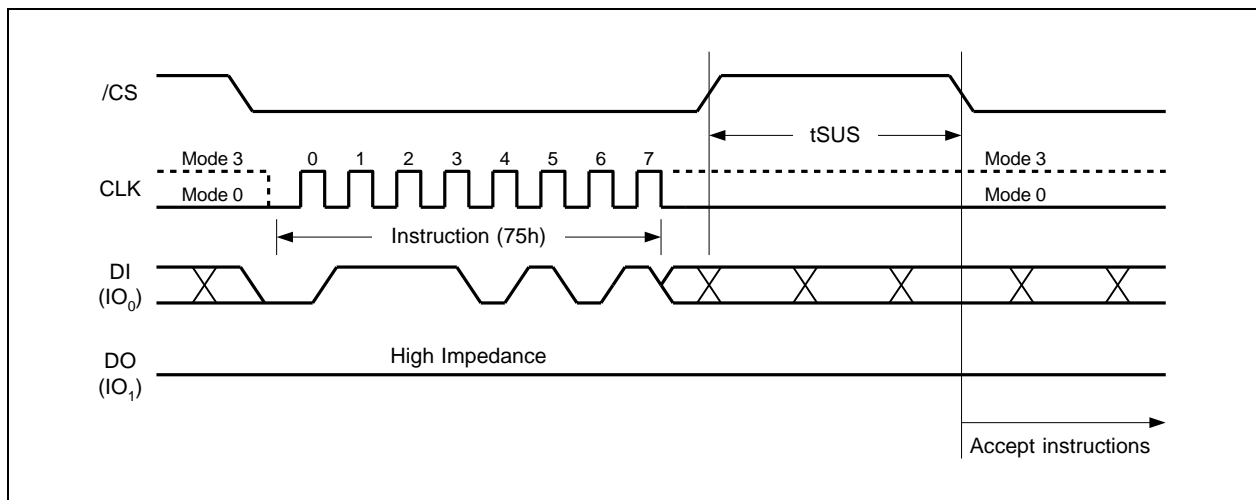 /CS
tSUS
Mode 3 0 1 2 3 4 5 6 7 Mode 3
CLK
Mode 0 Mode 0
Instruction (75h)
DI
(IO₀)
High Impedance
DO
(IO₁)
Accept instructions